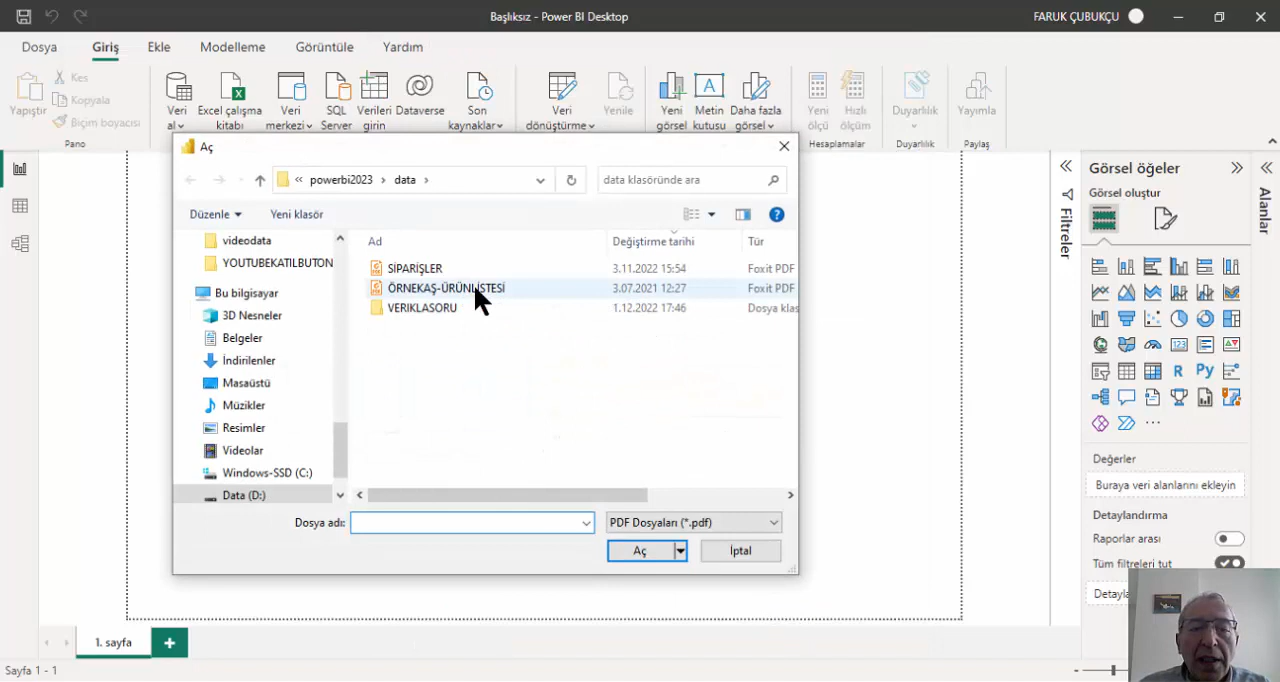 Başlıksız - Power BI Desktop
FARUK ÇUBUKÇU
Dosya
Giriş
Ekle
Modelleme
Görüntüle
Yardım
Yapıştır
Kes
Kopyala
Biçim boyacısı
Pano
Veri al
Excel çalışma kitabı
Veri merkezi
SQL Server
Verileri girin
Dataverse
Son kaynaklar
Veri dönüştürme
Yenile
Yeni görsel
Metin kutusu
Daha fazla görsel
Yeni ölçü
Hızlı ölçüm
Hesaplamalar
Duyarlılık
Duyarlılık
Yayımla
Paylaş
Aç
« powerbi2023 › data ›
data klasöründe ara
Düzenle
Yeni klasör
videodata
YOUTUBEKATILBUTON
Bu bilgisayar
3D Nesneler
Belgeler
İndirilenler
Masaüstü
Müzikler
Resimler
Videolar
Windows-SSD (C:)
Data (D:)
Ad
Değiştirme tarihi
Tür
SİPARİŞLER
3.11.2022 15:54
Foxit PDF
ÖRNEKAŞ-ÜRÜNLİSTESİ
3.07.2021 12:27
Foxit PDF
VERIKLASORU
1.12.2022 17:46
Dosya klas
Dosya adı:
PDF Dosyaları (*.pdf)
Aç
İptal
Filtreler
Görsel öğeler
Görsel oluştur
R
Py
123
Değerler
Buraya veri alanlarını ekleyin
Detaylandırma
Raporlar arası
Tüm filtreleri tut
Detayla
Alanlar
1. sayfa
+
Sayfa 1 - 1